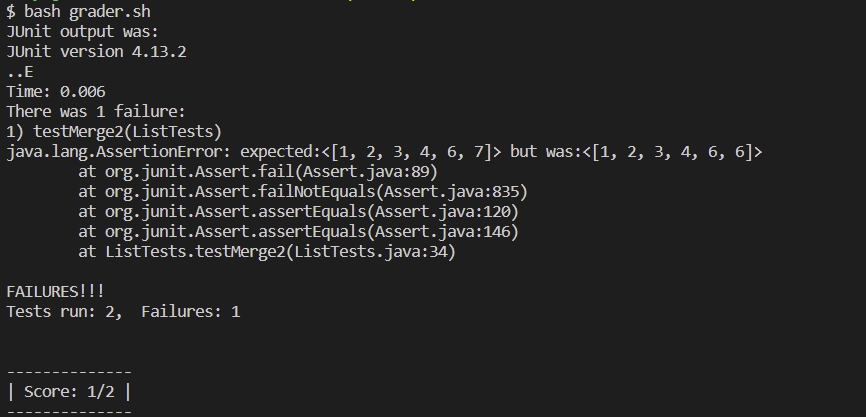 $ bash grader.sh
JUnit output was:
JUnit version 4.13.2
..E
Time: 0.006
There was 1 failure:
1) testMerge2(ListTests)
java.lang.AssertionError: expected:<[1, 2, 3, 4, 6, 7]> but was:<[1, 2, 3, 4, 6, 6]>
        at org.junit.Assert.fail(Assert.java:89)
        at org.junit.Assert.failNotEquals(Assert.java:835)
        at org.junit.Assert.assertEquals(Assert.java:120)
        at org.junit.Assert.assertEquals(Assert.java:146)
        at ListTests.testMerge2(ListTests.java:34)

FAILURES!!!
Tests run: 2,  Failures: 1


--------------
| Score: 1/2 |
--------------